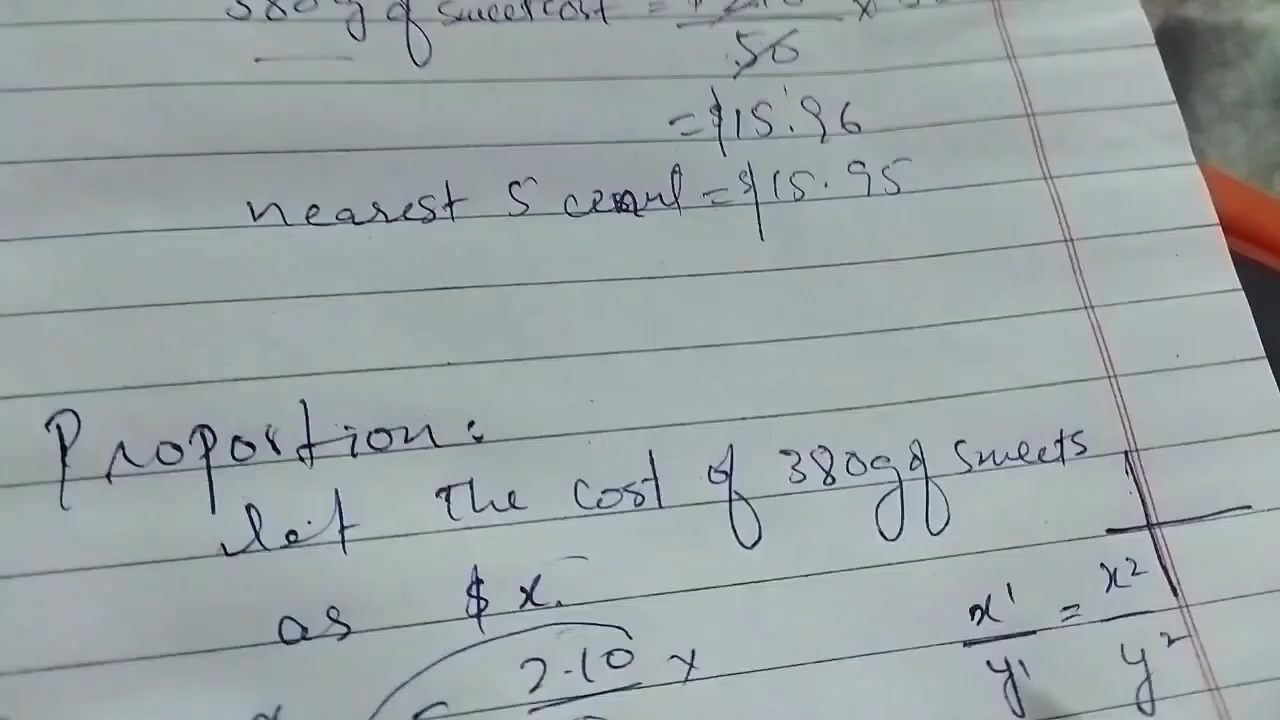 380g of sweet cost =
50
= $15.96
nearest 5 cent = $15.95
Proportion:
let the cost of 380g of sweets
as $ x.
x¹/y¹ = x²/y²
2.10 x